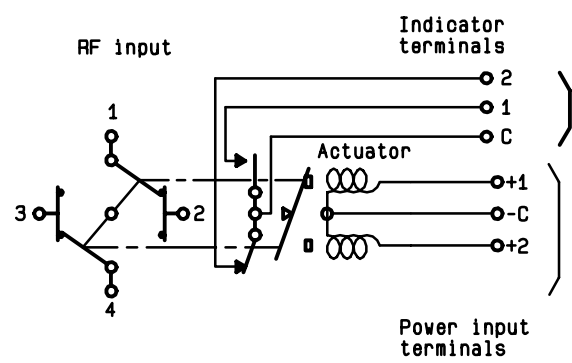 Indicator
terminals
RF input
2
1
C
1
Actuator
+1
3
2
-C
+2
4
Power input
terminals